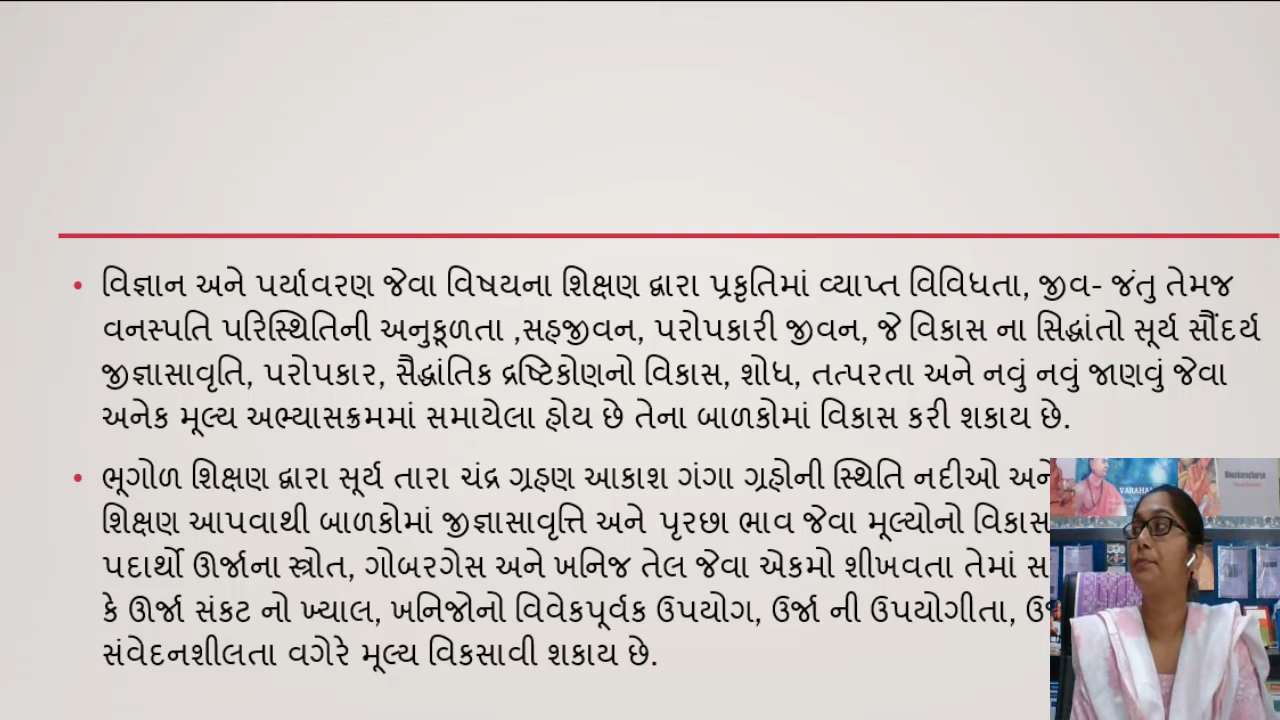 • વિજ્ઞાન અને પર્યાવરણ જેવા વિષયના શિક્ષણ દ્વારા પ્રકૃતિમાં વ્યાપ્ત વિવિધતા, જીવ- જંતુ તેમજ
વનસ્પતિ પરિસ્થિતિની અનુકૂળતા ,સહજીવન, પરોપકારી જીવન, જે વિકાસ ના સિદ્ધાંતો સૂર્ય સૌંદર્ય
જીજ્ઞાસાવૃતિ, પરોપકાર, સૈદ્ધાંતિક દ્રષ્ટિકોણનો વિકાસ, શોધ, તત્પરતા અને નવું નવું જાણવું જેવા
અનેક મૂલ્ય અભ્યાસક્રમમાં સમાયેલા હોય છે તેના બાળકોમાં વિકાસ કરી શકાય છે.
• ભૂગોળ શિક્ષણ દ્વારા સૂર્ય તારા ચંદ્ર ગ્રહણ આકાશ ગંગા ગ્રહોની સ્થિતિ નદીઓ અને
શિક્ષણ આપવાથી બાળકોમાં જીજ્ઞાસાવૃત્તિ અને પૃરછા ભાવ જેવા મૂલ્યોનો વિકાસ
પદાર્થો ઊર્જાના સ્ત્રોત, ગોબરગેસ અને ખનિજ તેલ જેવા એકમો શીખવતા તેમાં
કે ઊર્જા સંકટ નો ખ્યાલ, ખનિજોનો વિવેકપૂર્વક ઉપયોગ, ઉર્જા ની ઉપયોગીતા,
સંવેદનશીલતા વગેરે મૂલ્ય વિકસાવી શકાય છે.
VARAHA
Bhaskaracharya